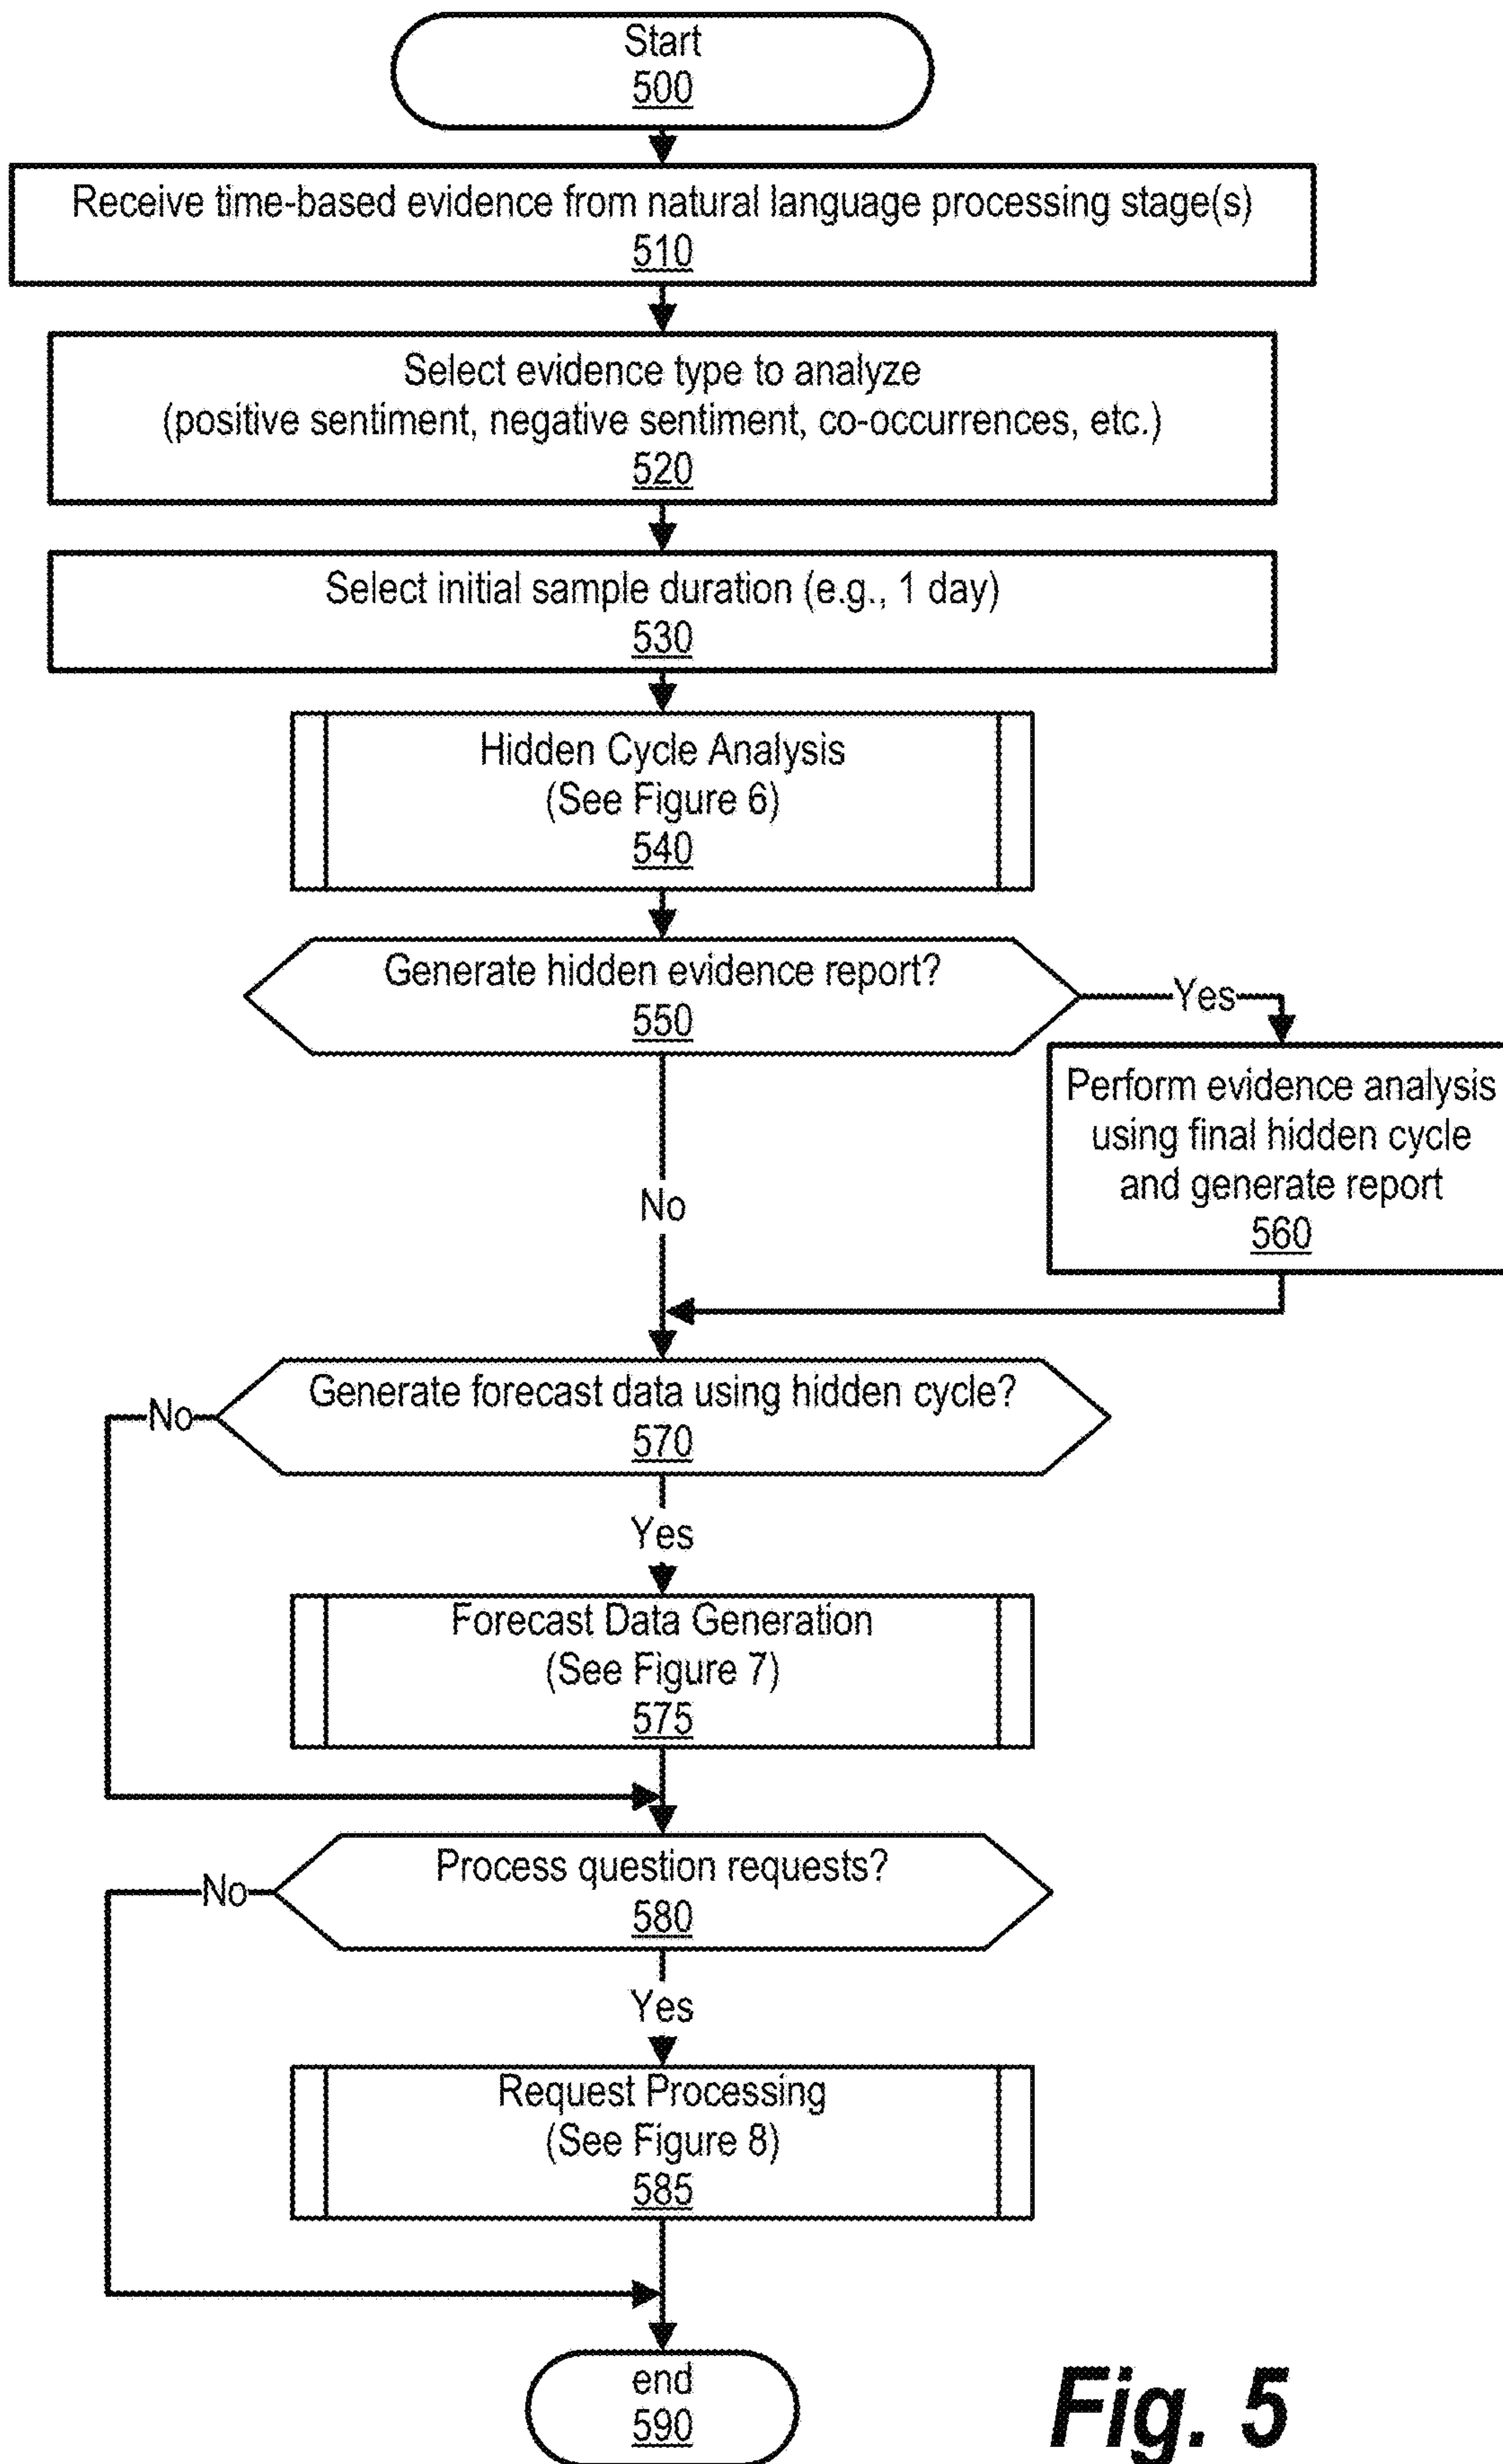 Start
500
Receive time-based evidence from natural language processing stage(s)
510
Select evidence type to analyze
(positive sentiment, negative sentiment, co-occurrences, etc.)
520
Select initial sample duration (e.g., 1 day)
530
Hidden Cycle Analysis
(See Figure 6)
540
Generate hidden evidence report?
550
Yes
Perform evidence analysis
using final hidden cycle
and generate report
560
No
Generate forecast data using hidden cycle?
570
No
Yes
Forecast Data Generation
(See Figure 7)
575
Process question requests?
580
No
Yes
Request Processing
(See Figure 8)
585
end
590
Fig. 5